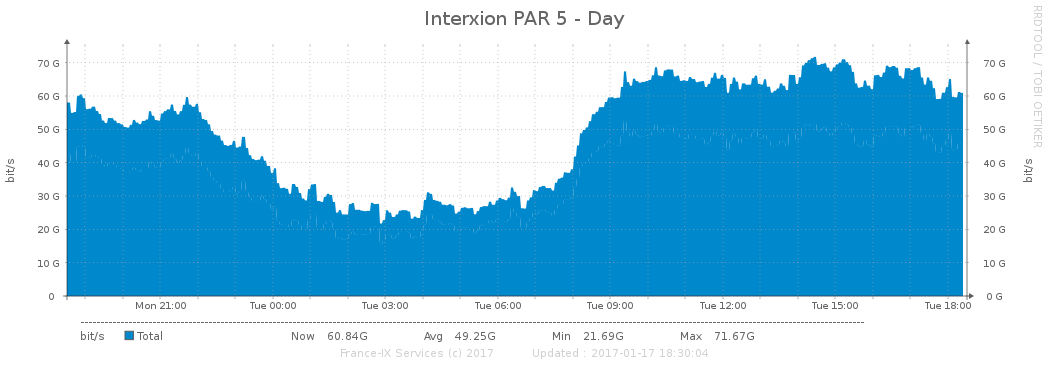 Interxion PAR 5 - Day
RRDTOOL / TOBI OETIKER
bit/s
70 G 70 G
60 G 60 G
50 G 50 G
40 G 40 G
30 G 30 G
20 G 20 G
10 G 10 G
0 0 G
bit/s
Mon 21:00 Tue 00:00 Tue 03:00 Tue 06:00 Tue 09:00 Tue 12:00 Tue 15:00 Tue 18:00
bit/s Total Now 60.84G Avg 49.25G Min 21.69G Max 71.67G
France-IX Services (c) 2017 Updated : 2017-01-17 18:30:04